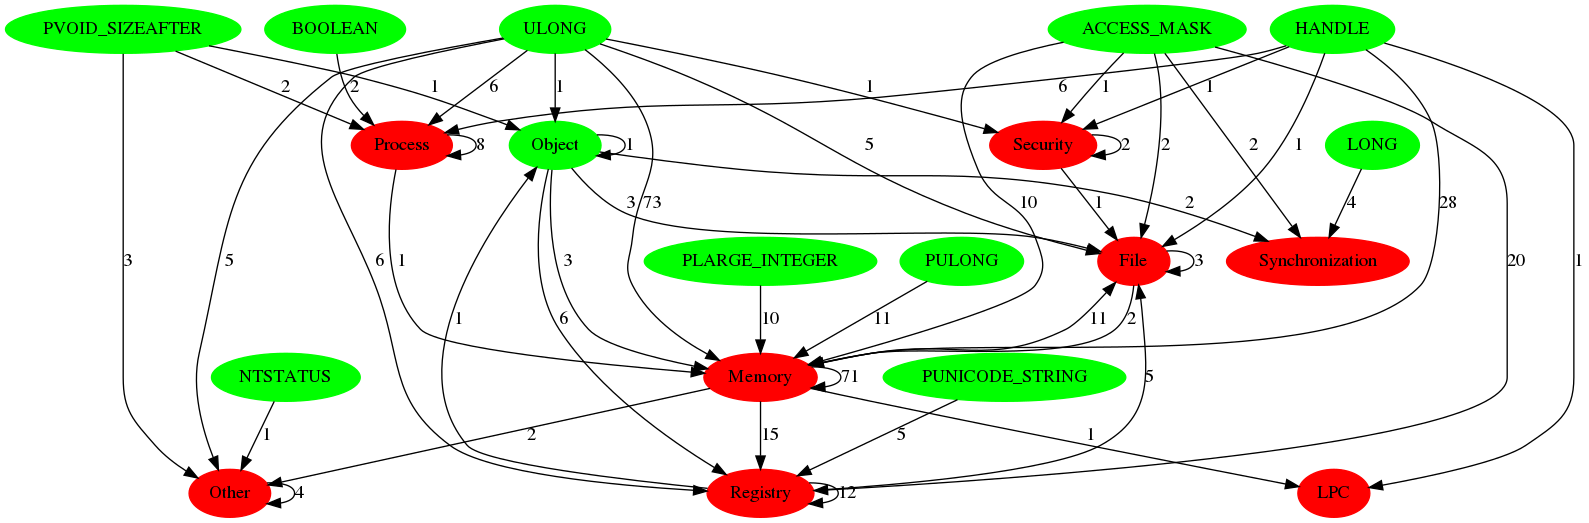 PVOID_SIZEAFTER BOOLEAN ULONG ACCESS_MASK HANDLE
2 2 1 6 1 1 6 1 1
Process Object Security LONG
8 1 73 5 2 2 2 1
3 5 6 1 3 10 1 2 4 28 20 1
PLARGE_INTEGER PULONG File Synchronization
3
1 6 3 10 11 11 2
NTSTATUS Memory PUNICODE_STRING
71 5
1 2 15 5 1
Other Registry LPC
4 12